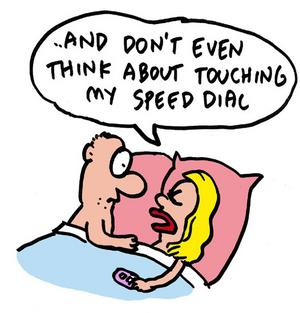 ..AND DON'T EVEN
THINK ABOUT TOUCHING
MY SPEED DIAL